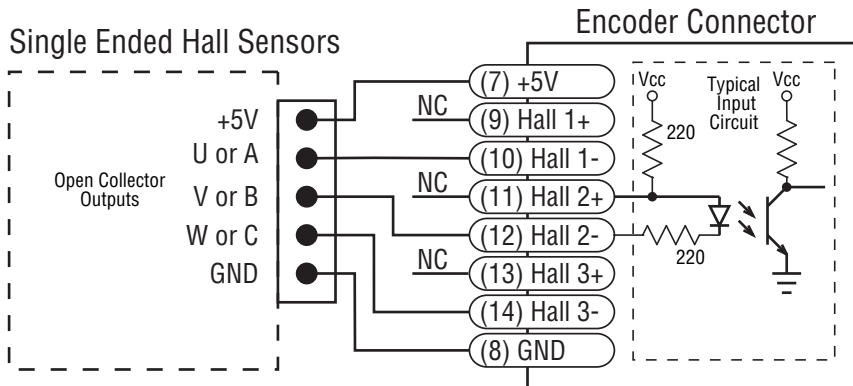 Encoder Connector
Single Ended Hall Sensors
+5V
U or A
V or B
W or C
GND
Open Collector
Outputs
NC
NC
NC
(7) +5V
(9) Hall 1+
(10) Hall 1-
(11) Hall 2+
(12) Hall 2-
(13) Hall 3+
(14) Hall 3-
(8) GND
Vcc
Typical
Input
Circuit
Vcc
220
220